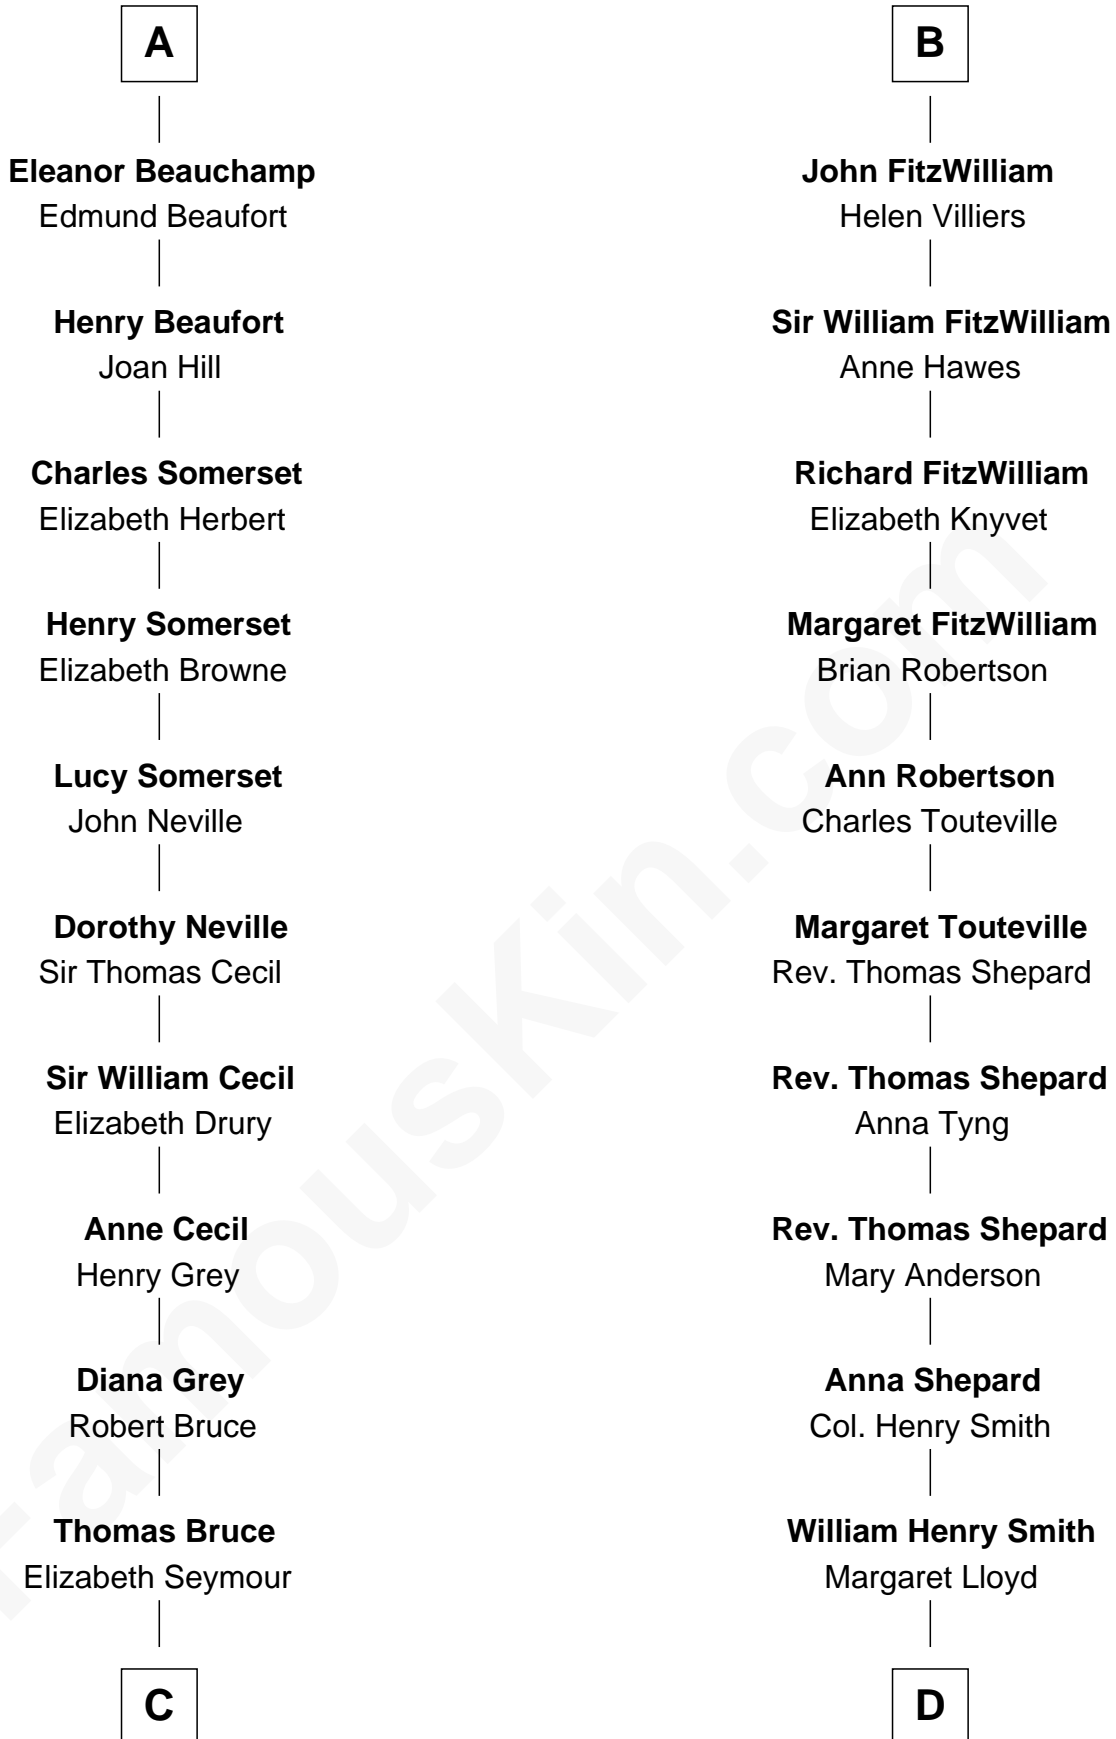 A
Eleanor Beauchamp
Edmund Beaufort
Henry Beaufort
Joan Hill
Charles Somerset
Elizabeth Herbert
Henry Somerset
Elizabeth Browne
Lucy Somerset
John Neville
Dorothy Neville
Sir Thomas Cecil
Sir William Cecil
Elizabeth Drury
Anne Cecil
Henry Grey
Diana Grey
Robert Bruce
Thomas Bruce
Elizabeth Seymour
C
B
John FitzWilliam
Helen Villiers
Sir William FitzWilliam
Anne Hawes
Richard FitzWilliam
Elizabeth Knyvet
Margaret FitzWilliam
Brian Robertson
Ann Robertson
Charles Touteville
Margaret Touteville
Rev. Thomas Shepard
Rev. Thomas Shepard
Anna Tyng
Rev. Thomas Shepard
Mary Anderson
Anna Shepard
Col. Henry Smith
William Henry Smith
Margaret Lloyd
D
FamousKin.com